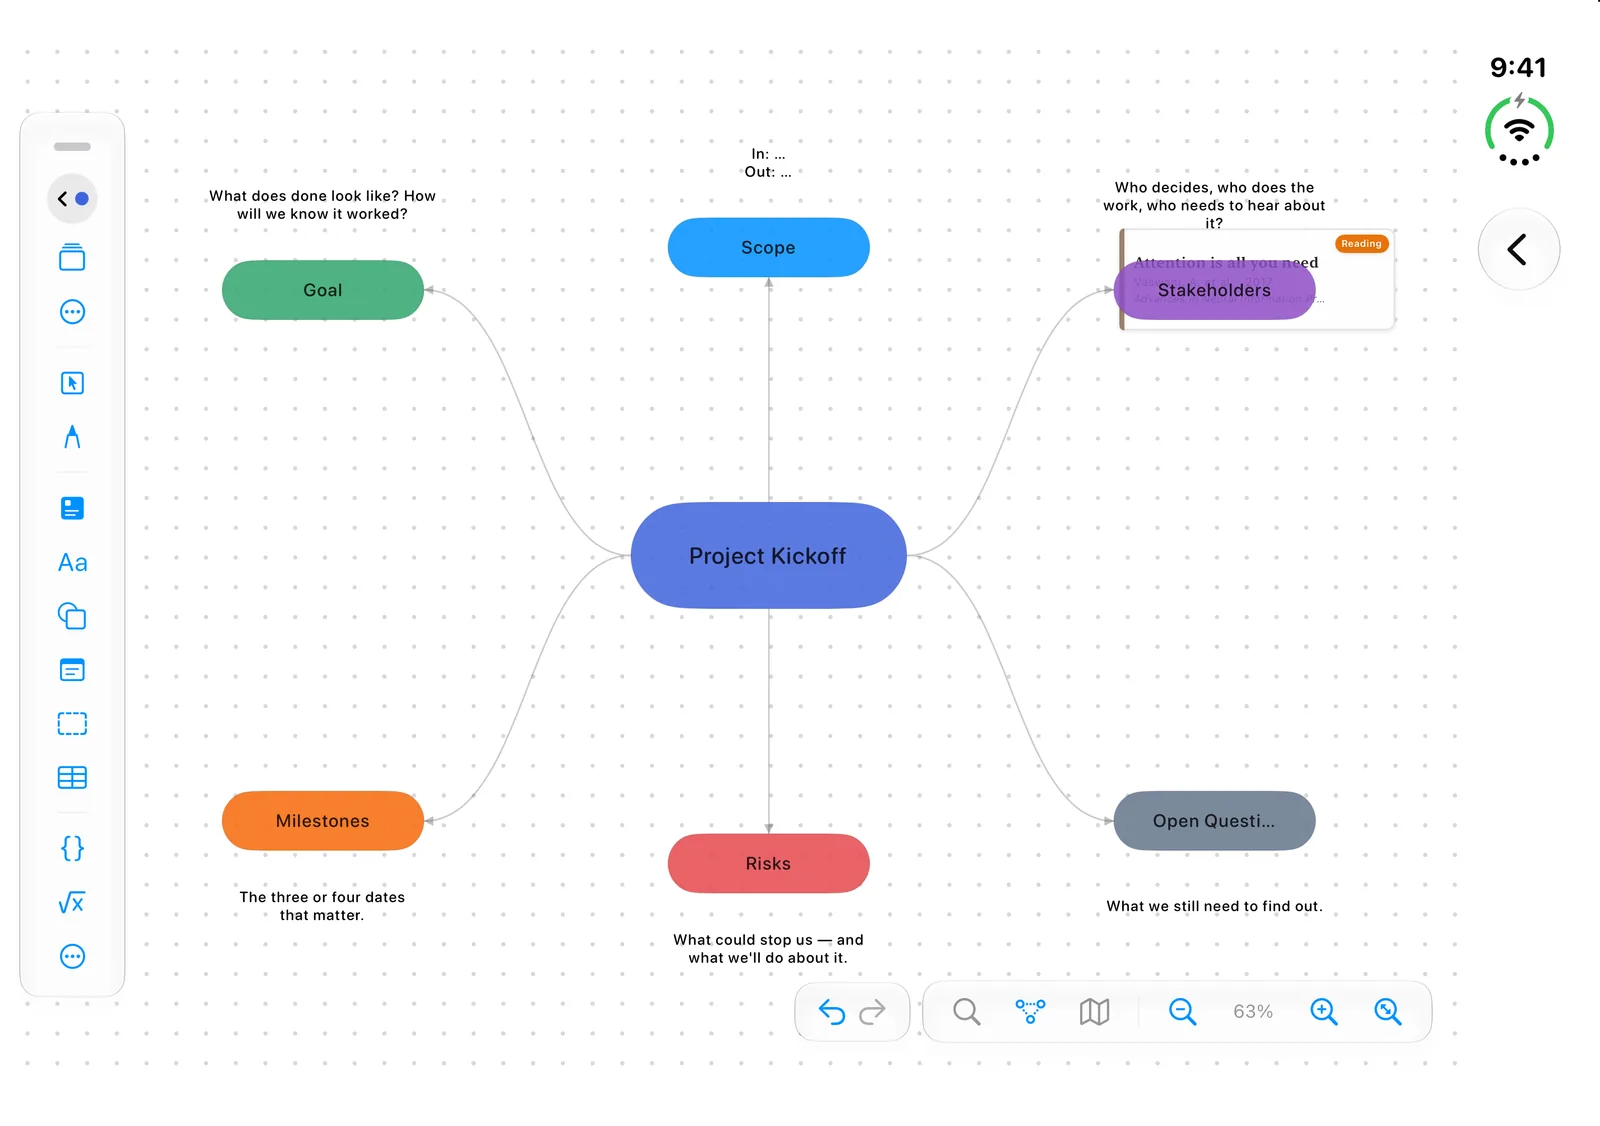 9:41
In: ...
Out: ...
What does done look like? How
will we know it worked?
Who decides, who does the
work, who needs to hear about
it?
Scope
Reading
Attention is all you need
Goal
Stakeholders
Project Kickoff
Aa
Milestones
Open Questi...
Risks
The three or four dates
that matter.
What we still need to find out.
What could stop us — and
what we'll do about it.
{}
√x
63%